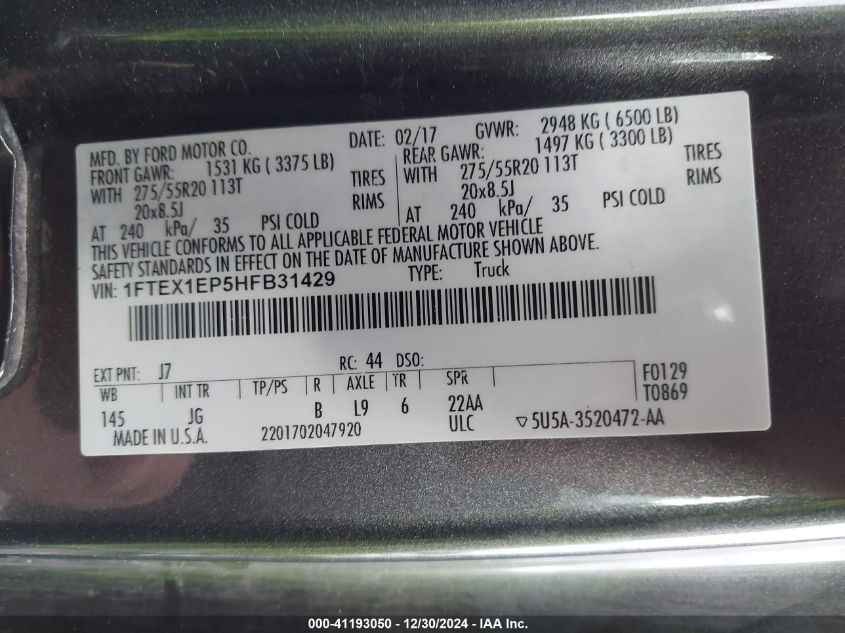 MFD. BY FORD MOTOR CO. DATE: 02/17 GVWR: 2948 KG ( 6500 LB)
FRONT GAWR: 1531 KG ( 3375 LB) REAR GAWR: 1497 KG ( 3300 LB)
WITH 275/55R20 113T TIRES WITH 275/55R20 113T TIRES
20x8.5J RIMS 20x8.5J RIMS
AT 240 kPa/ 35 PSI COLD AT 240 kPa/ 35 PSI COLD
THIS VEHICLE CONFORMS TO ALL APPLICABLE FEDERAL MOTOR VEHICLE
SAFETY STANDARDS IN EFFECT ON THE DATE OF MANUFACTURE SHOWN ABOVE.
VIN: 1FTEX1EP5HFB31429 TYPE: Truck
EXT PNT: J7 RC: 44 DSO:
WB INT TR TP/PS R AXLE TR SPR F0129
T0869
145 JG B L9 6 22AA
MADE IN U.S.A. 2201702047920 ULC ▽5U5A-3520472-AA
000-41193050 - 12/30/2024 - IAA Inc.